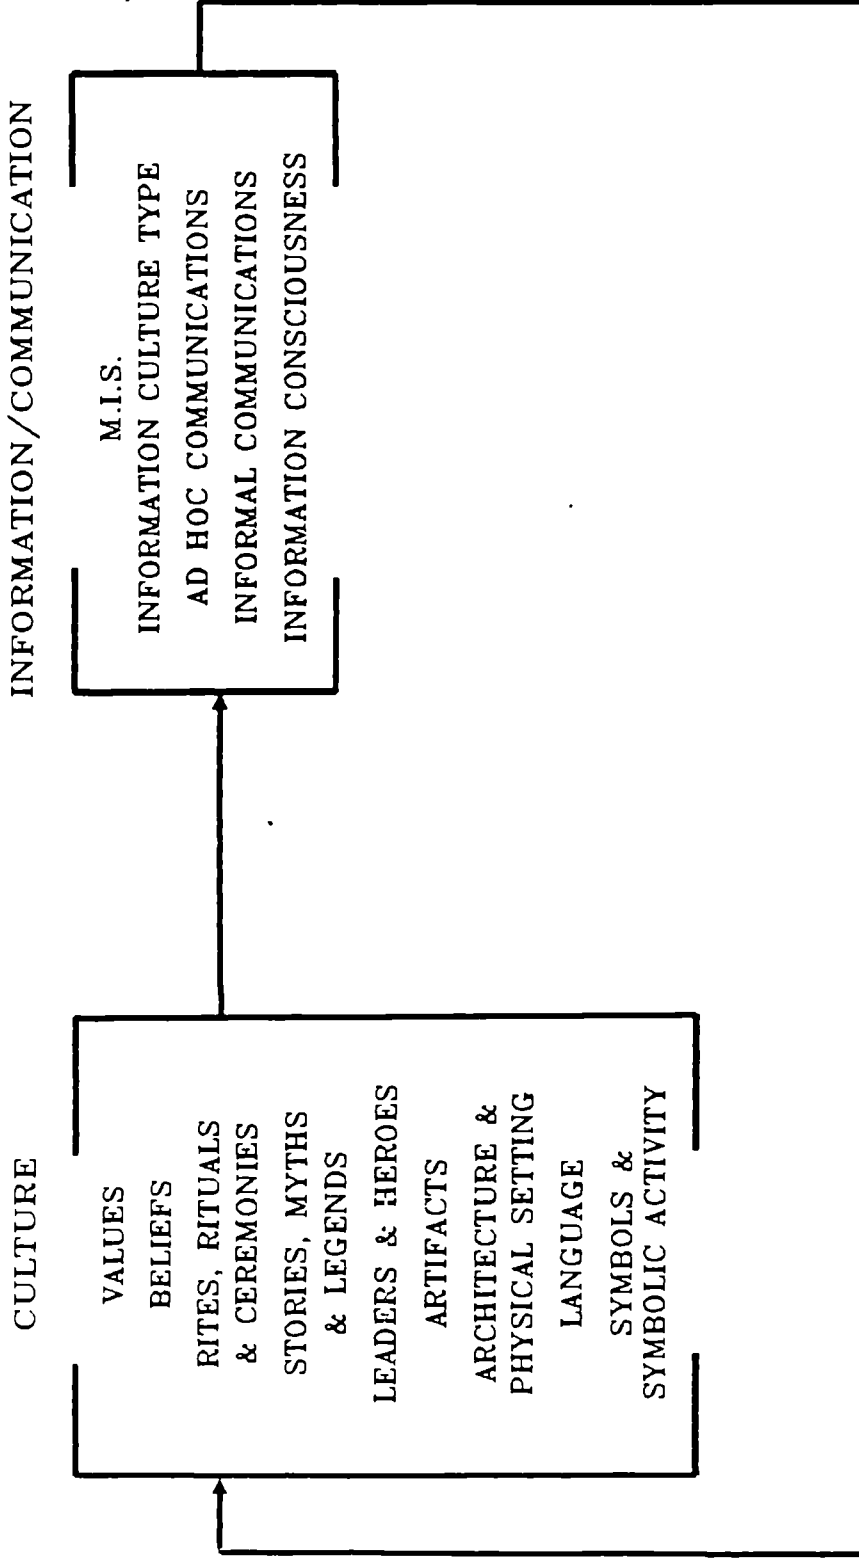 CULTURE
VALUES
BELIEFS
RITES, RITUALS
& CEREMONIES
STORIES, MYTHS
& LEGENDS
LEADERS & HEROES
ARTIFACTS
ARCHITECTURE &
PHYSICAL SETTING
LANGUAGE
SYMBOLS &
SYMBOLIC ACTIVITY
INFORMATION/COMMUNICATION
M.I.S.
INFORMATION CULTURE TYPE
AD HOC COMMUNICATIONS
INFORMAL COMMUNICATIONS
INFORMATION CONSCIOUSNESS